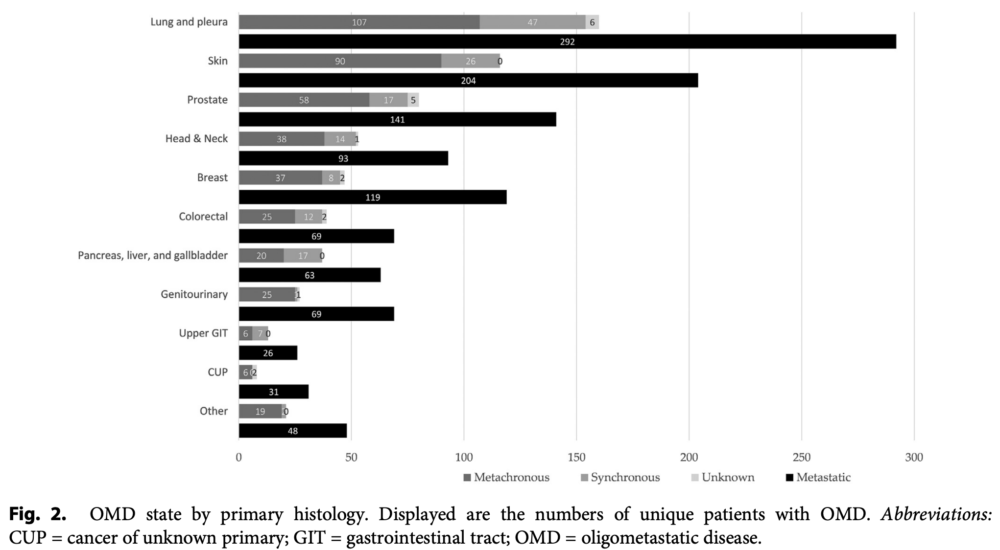 Lung and pleura 107 47 6
292
Skin 90 26 0
204
Prostate 58 17 5
141
Head & Neck 38 14 1
93
Breast 37 8 2
119
Colorectal 25 12 2
69
Pancreas, liver, and gallbladder 20 17 0
63
Genitourinary 25 1
69
Upper GIT 6 7 0
26
CUP 6 0 2
31
Other 19 0
48
0 50 100 150 200 250 300
Metachronous Synchronous Unknown Metastatic
Fig. 2. OMD state by primary histology. Displayed are the numbers of unique patients with OMD. Abbreviations:
CUP = cancer of unknown primary; GIT = gastrointestinal tract; OMD = oligometastatic disease.